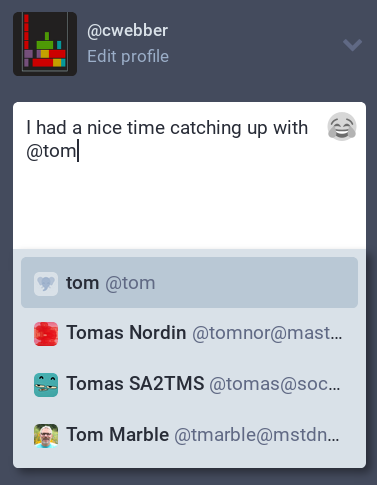 @cwebber
Edit profile
I had a nice time catching up with
@tom
tom @tom
Tomas Nordin @tomnor@mast...
Tomas SA2TMS @tomas@soc...
Tom Marble @tmarble@mstdn...